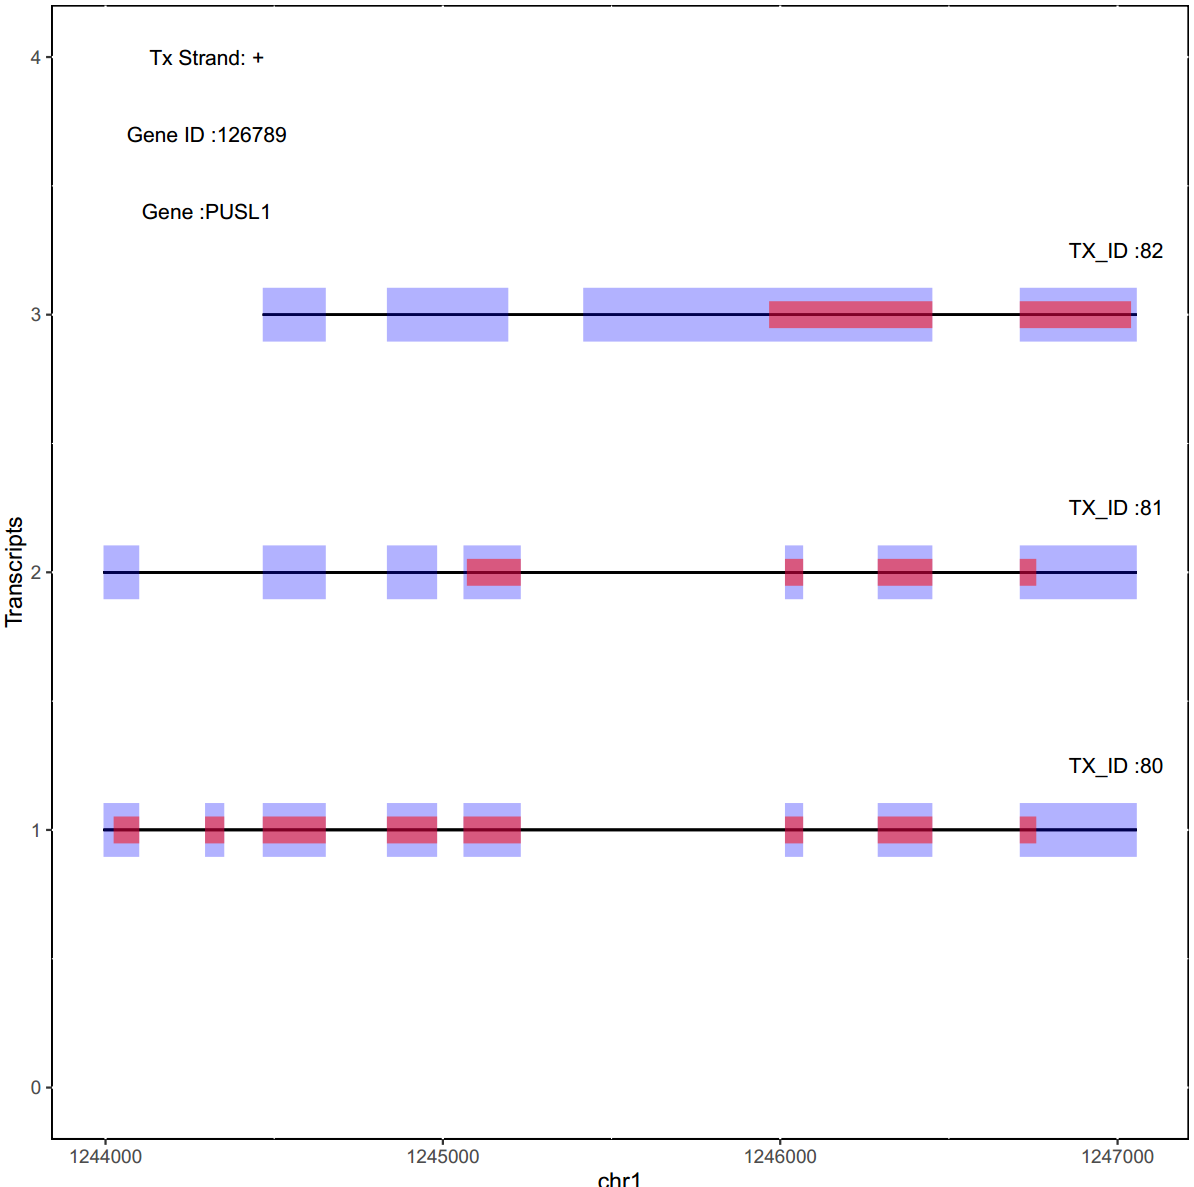 4
Tx Strand: +
Gene ID :126789
Gene :PUSL1
TX_ID :82
3
TX_ID :81
Transcripts
2
TX_ID :80
1
0
1244000 1245000 1246000 1247000
chr1